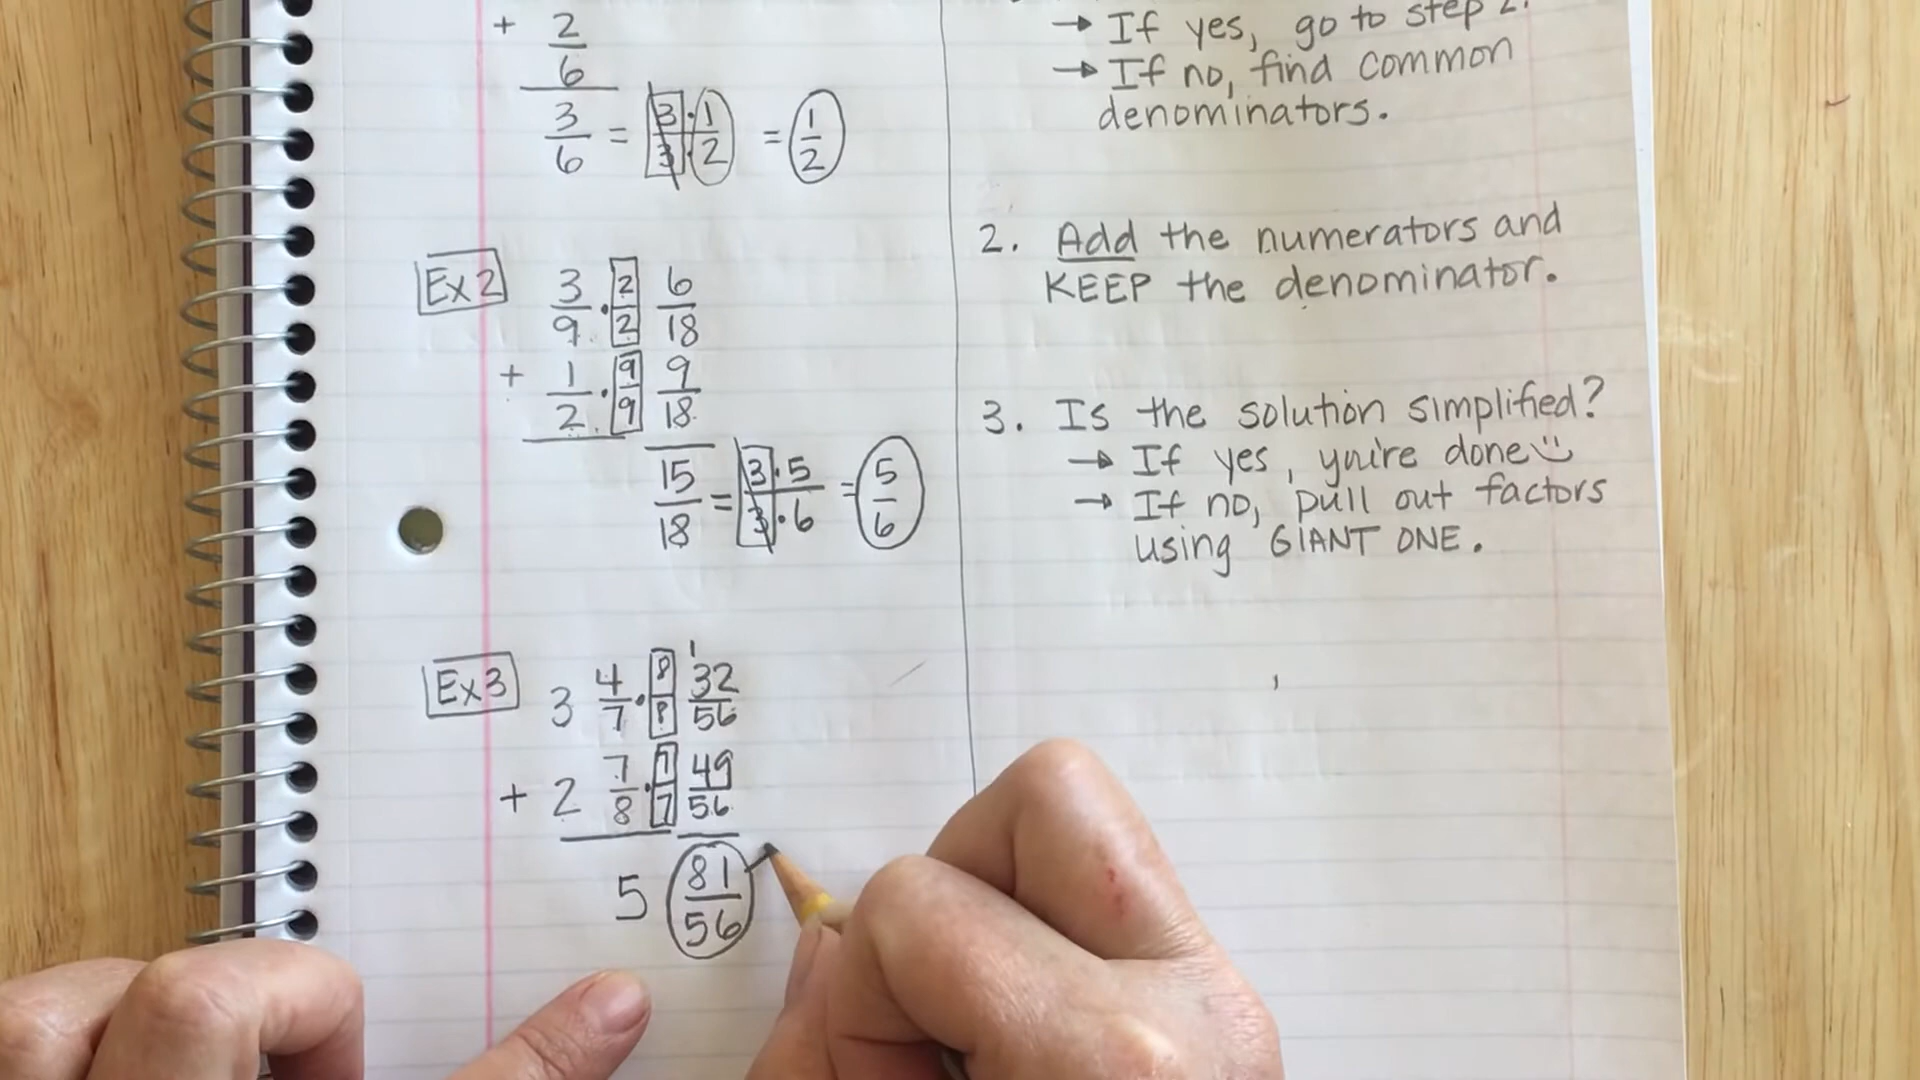 + 2/6
3/6 = 3·1/3·2 = 1/2
Ex2 3/9 · 2/2 6/18
+ 1/2 · 9/9 9/18
15/18 = 3·5/3·6 = 5/6
Ex3 3 4/7 · 8/8 1 32/56
+ 2 7/8 · 7/7 49/56
5 81/56
→ If yes, go to step 2.
→ If no, find common
denominators.
2. Add the numerators and
KEEP the denominator.
3. Is the solution simplified?
→ If yes, you're done
→ If no, pull out factors
using GIANT ONE.